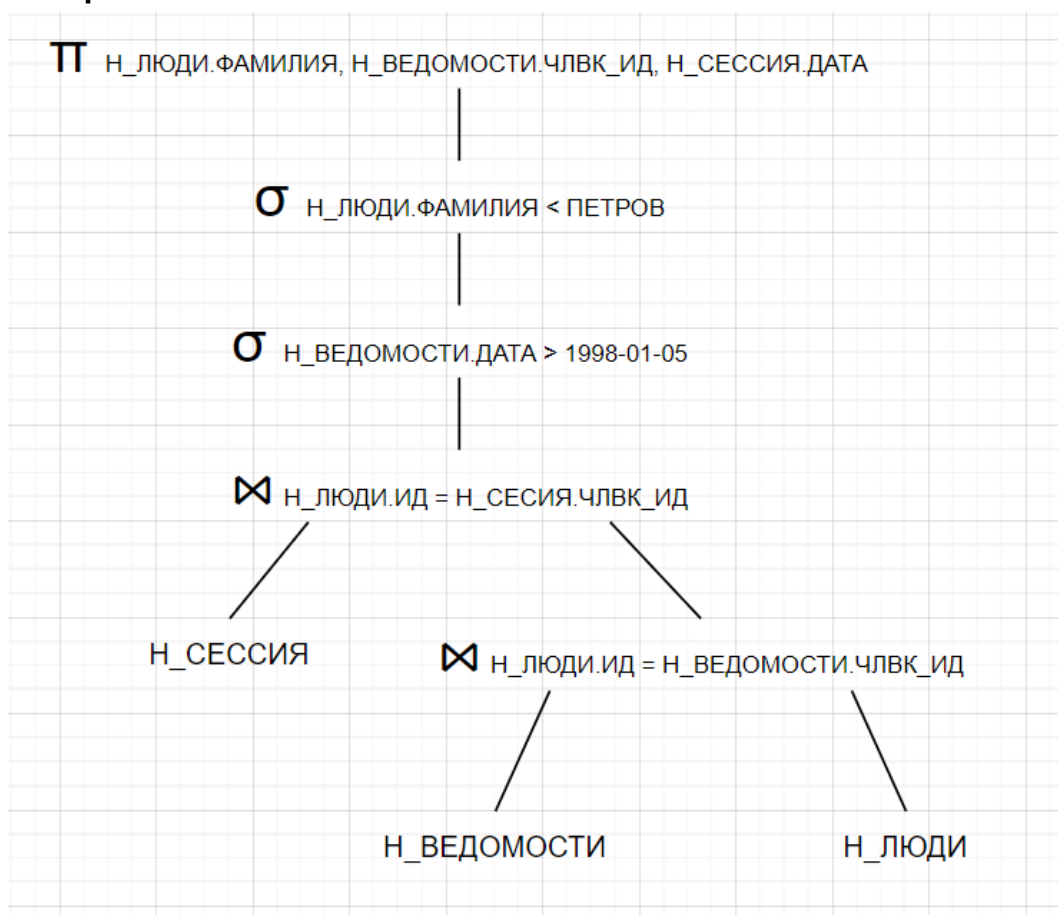 π Н_ЛЮДИ.ФАМИЛИЯ, Н_ВЕДОМОСТИ.ЧЛВК_ИД, Н_СЕССИЯ.ДАТА
σ Н_ЛЮДИ.ФАМИЛИЯ < ПЕТРОВ
σ Н_ВЕДОМОСТИ.ДАТА > 1998-01-05
⋈ Н_ЛЮДИ.ИД = Н_СЕСИЯ.ЧЛВК_ИД
Н_СЕССИЯ
⋈ Н_ЛЮДИ.ИД = Н_ВЕДОМОСТИ.ЧЛВК_ИД
Н_ВЕДОМОСТИ
Н_ЛЮДИ